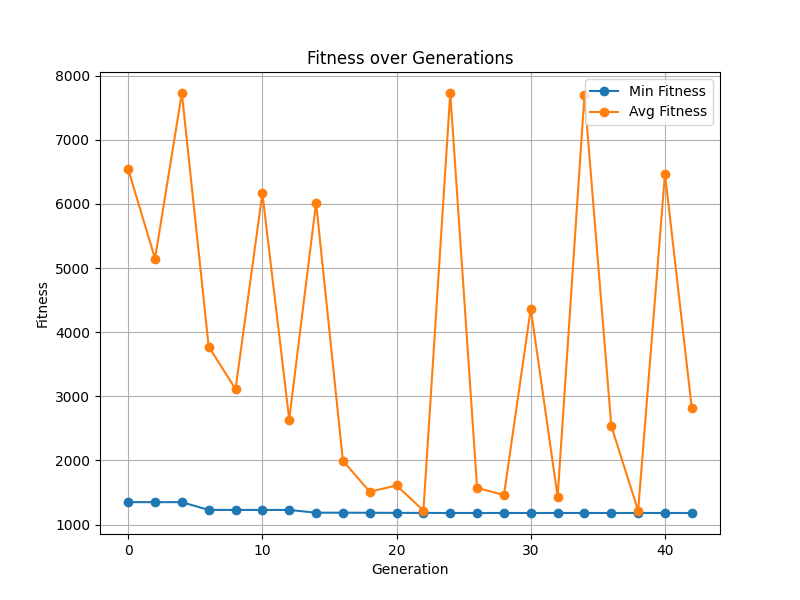 Fitness over Generations
Min Fitness
Avg Fitness
8000
7000
6000
5000
4000
3000
2000
1000
Fitness
0 10 20 30 40
Generation